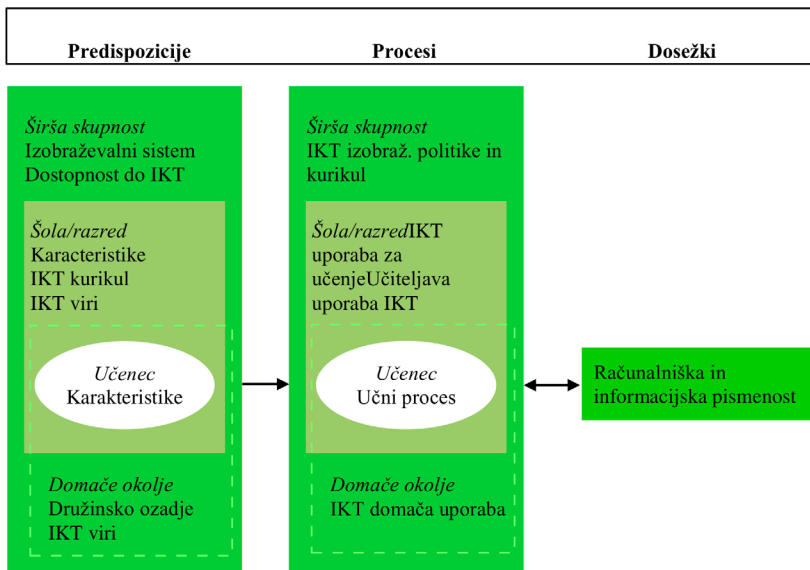 Predispozicije
Procesi
Dosežki
Širša skupnost
Izobraževalni sistem
Dostopnost do IKT
Šola/razred
Karacteristike
IKT kurikul
IKT viri
Učenec
Karakteristike
Domače okolje
Družinsko ozadje
IKT viri
Širša skupnost
IKT izobraž. politike in
kurikul
Šola/razredIKT
uporaba za
učenjeUčiteljava
uporaba IKT
Učenec
Učni proces
Domače okolje
IKT domača uporaba
Računalniška in
informacijska pismenost